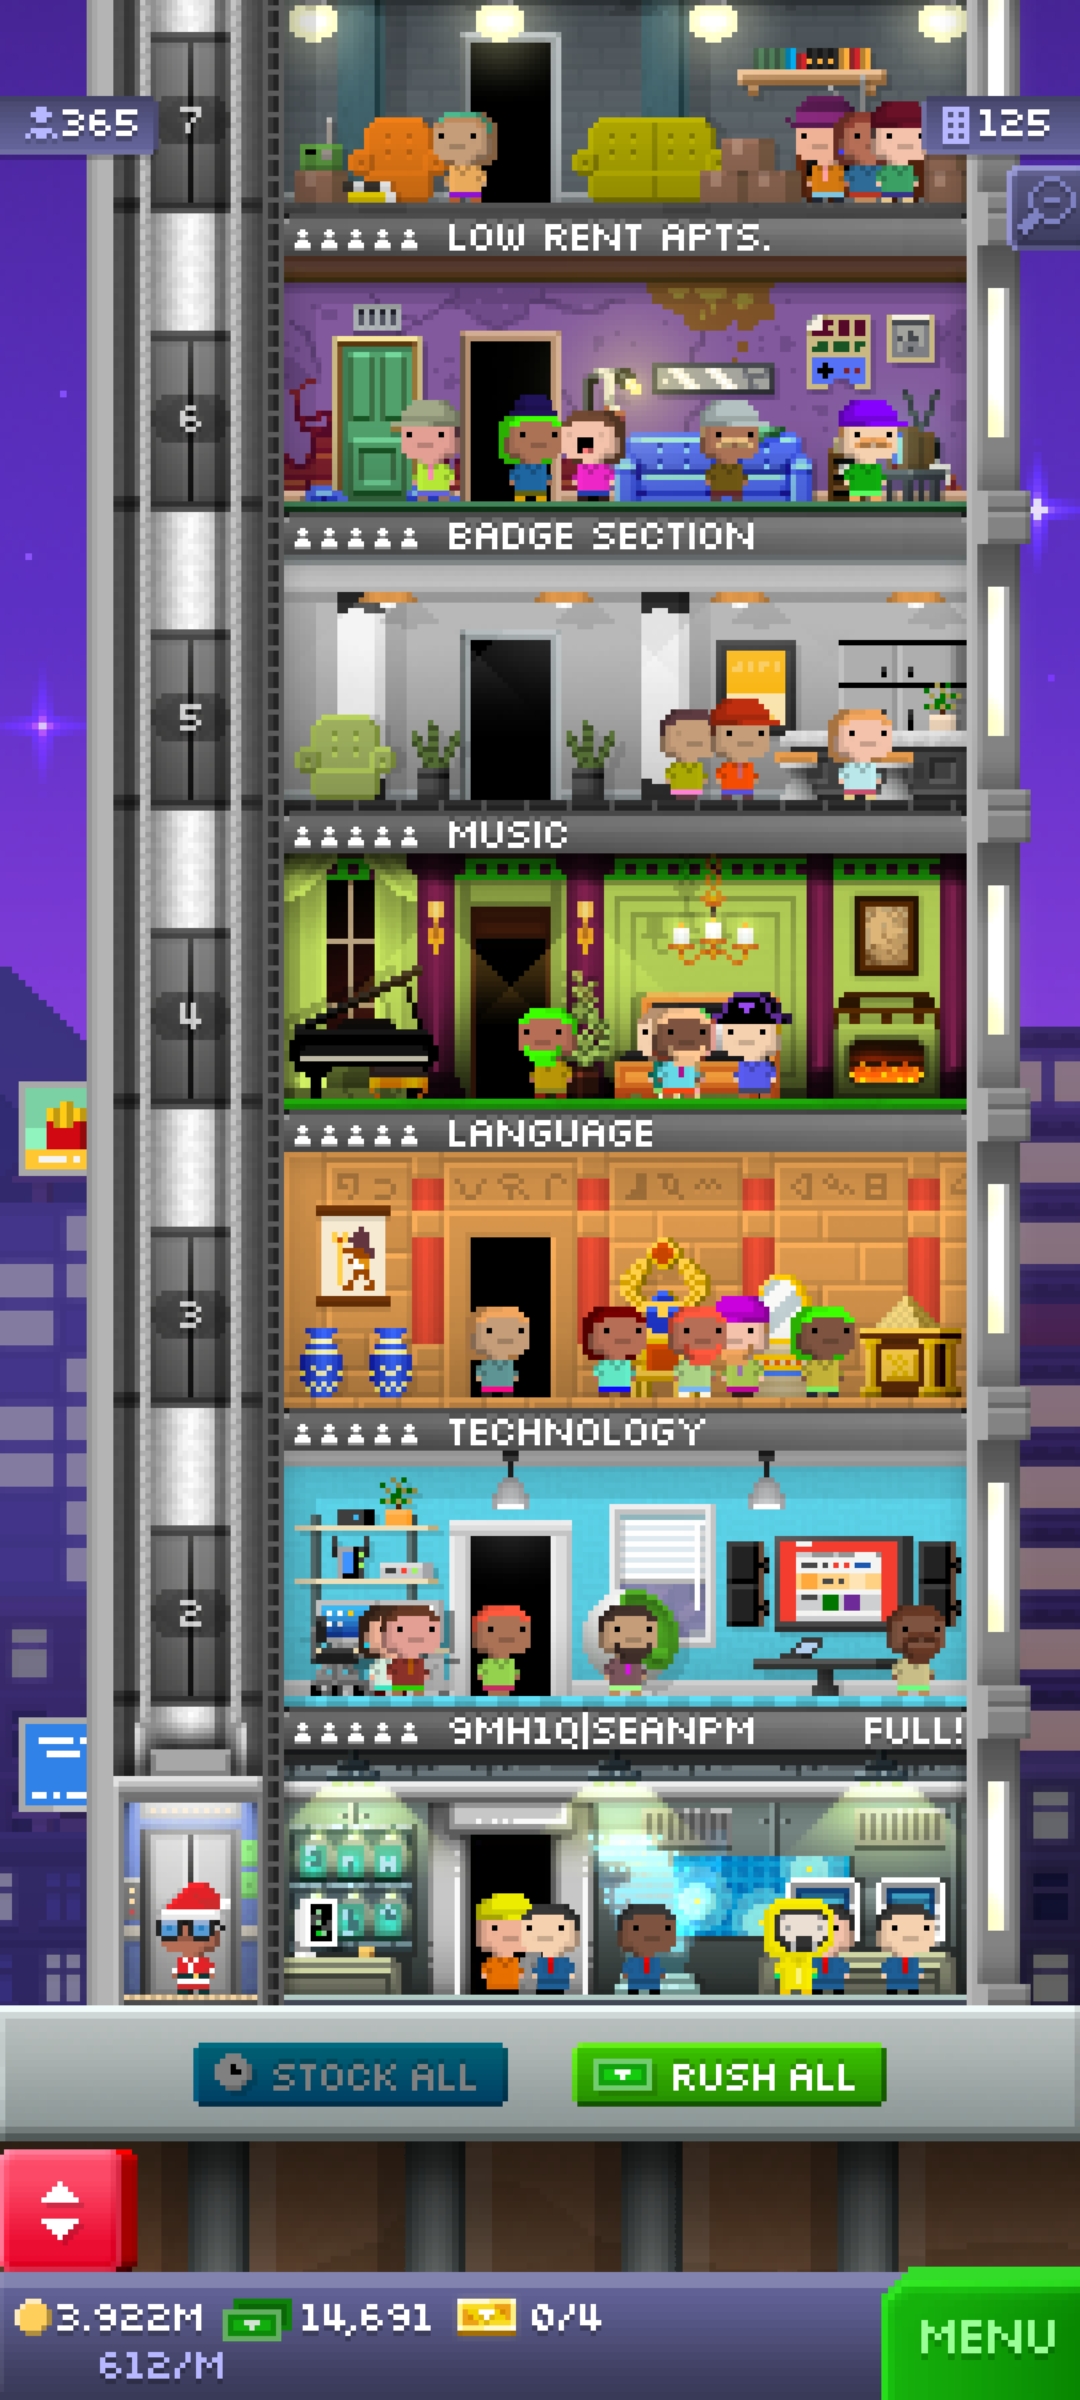 7
365
125
LOW RENT APTS.
6
BADGE SECTION
5
MUSIC
4
LANGUAGE
3
TECHNOLOGY
2
9MH1Q|SEANPM FULL!
STOCK ALL
RUSH ALL
3.922M 14,691 0/4
612/M
MENU